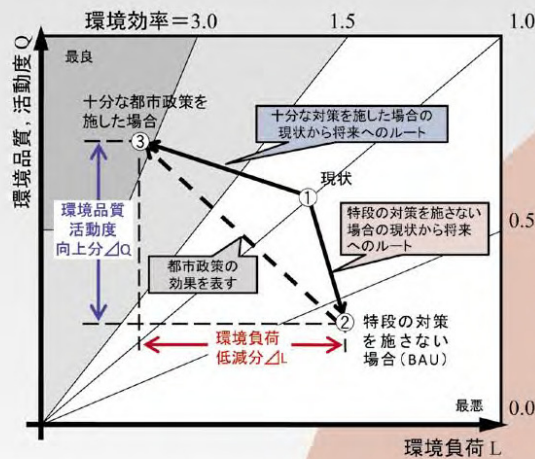 環境効率＝3.0
1.5
1.0
最良
十分な都市政策を
施した場合
③
十分な対策を施した場合の
現状から将来へのルート
現状
①
環境品質，活動度 Q
環境品質
活動度
向上分⊿Q
特段の対策を施さない
場合の現状から将来
へのルート
0.5
都市政策の
効果を表す
②
特段の対策
を施さない
場合（BAU）
環境負荷
低減分⊿L
最悪
0.0
環境負荷 L